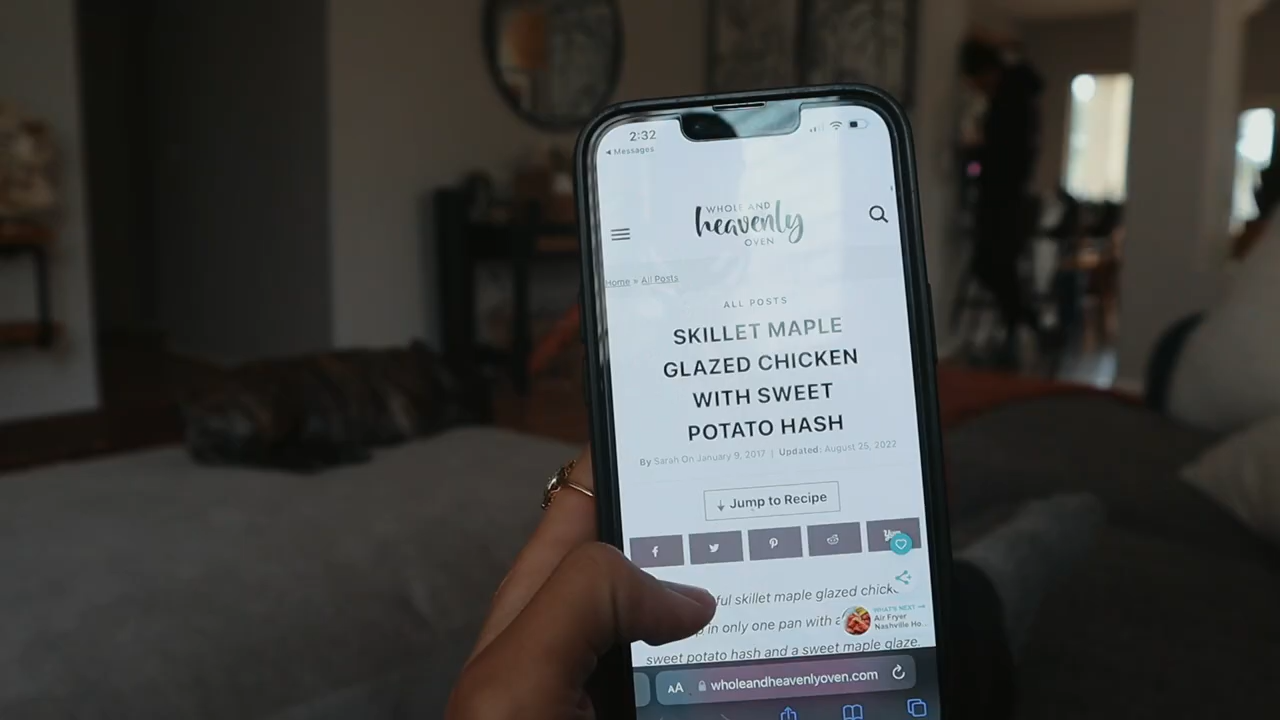 2:32
Messages
WHOLE AND
heavenly
OVEN
Home » All Posts
ALL POSTS
SKILLET MAPLE
GLAZED CHICKEN
WITH SWEET
POTATO HASH
By Sarah On January 9, 2017 | Updated: August 25, 2022
Jump to Recipe
Yum
ful skillet maple glazed chick
in only one pan with a
sweet potato hash and a sweet maple glaze.
WHAT'S NEXT →
Air Fryer
Nashville Ho...
AA wholeandheavenlyoven.com